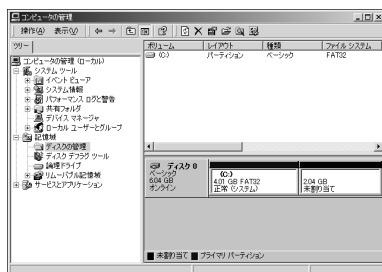 コンピュータの管理
操作(A) 表示(V)
ツリー
コンピュータの管理 (ローカル)
システム ツール
イベント ビューア
システム情報
パフォーマンス ログと警告
共有フォルダ
デバイス マネージャ
ローカル ユーザーとグループ
記憶域
ディスクの管理
ディスク デフラグ ツール
論理ドライブ
リムーバブル記憶域
サービスとアプリケーション
ボリューム レイアウト 種類 ファイル システム
(C:) パーティション ベーシック FAT32
ディスク 0
ベーシック
6.04 GB
オンライン
(C:)
4.01 GB FAT32
正常 (システム)
2.04 GB
未割り当て
未割り当て プライマリ パーティション